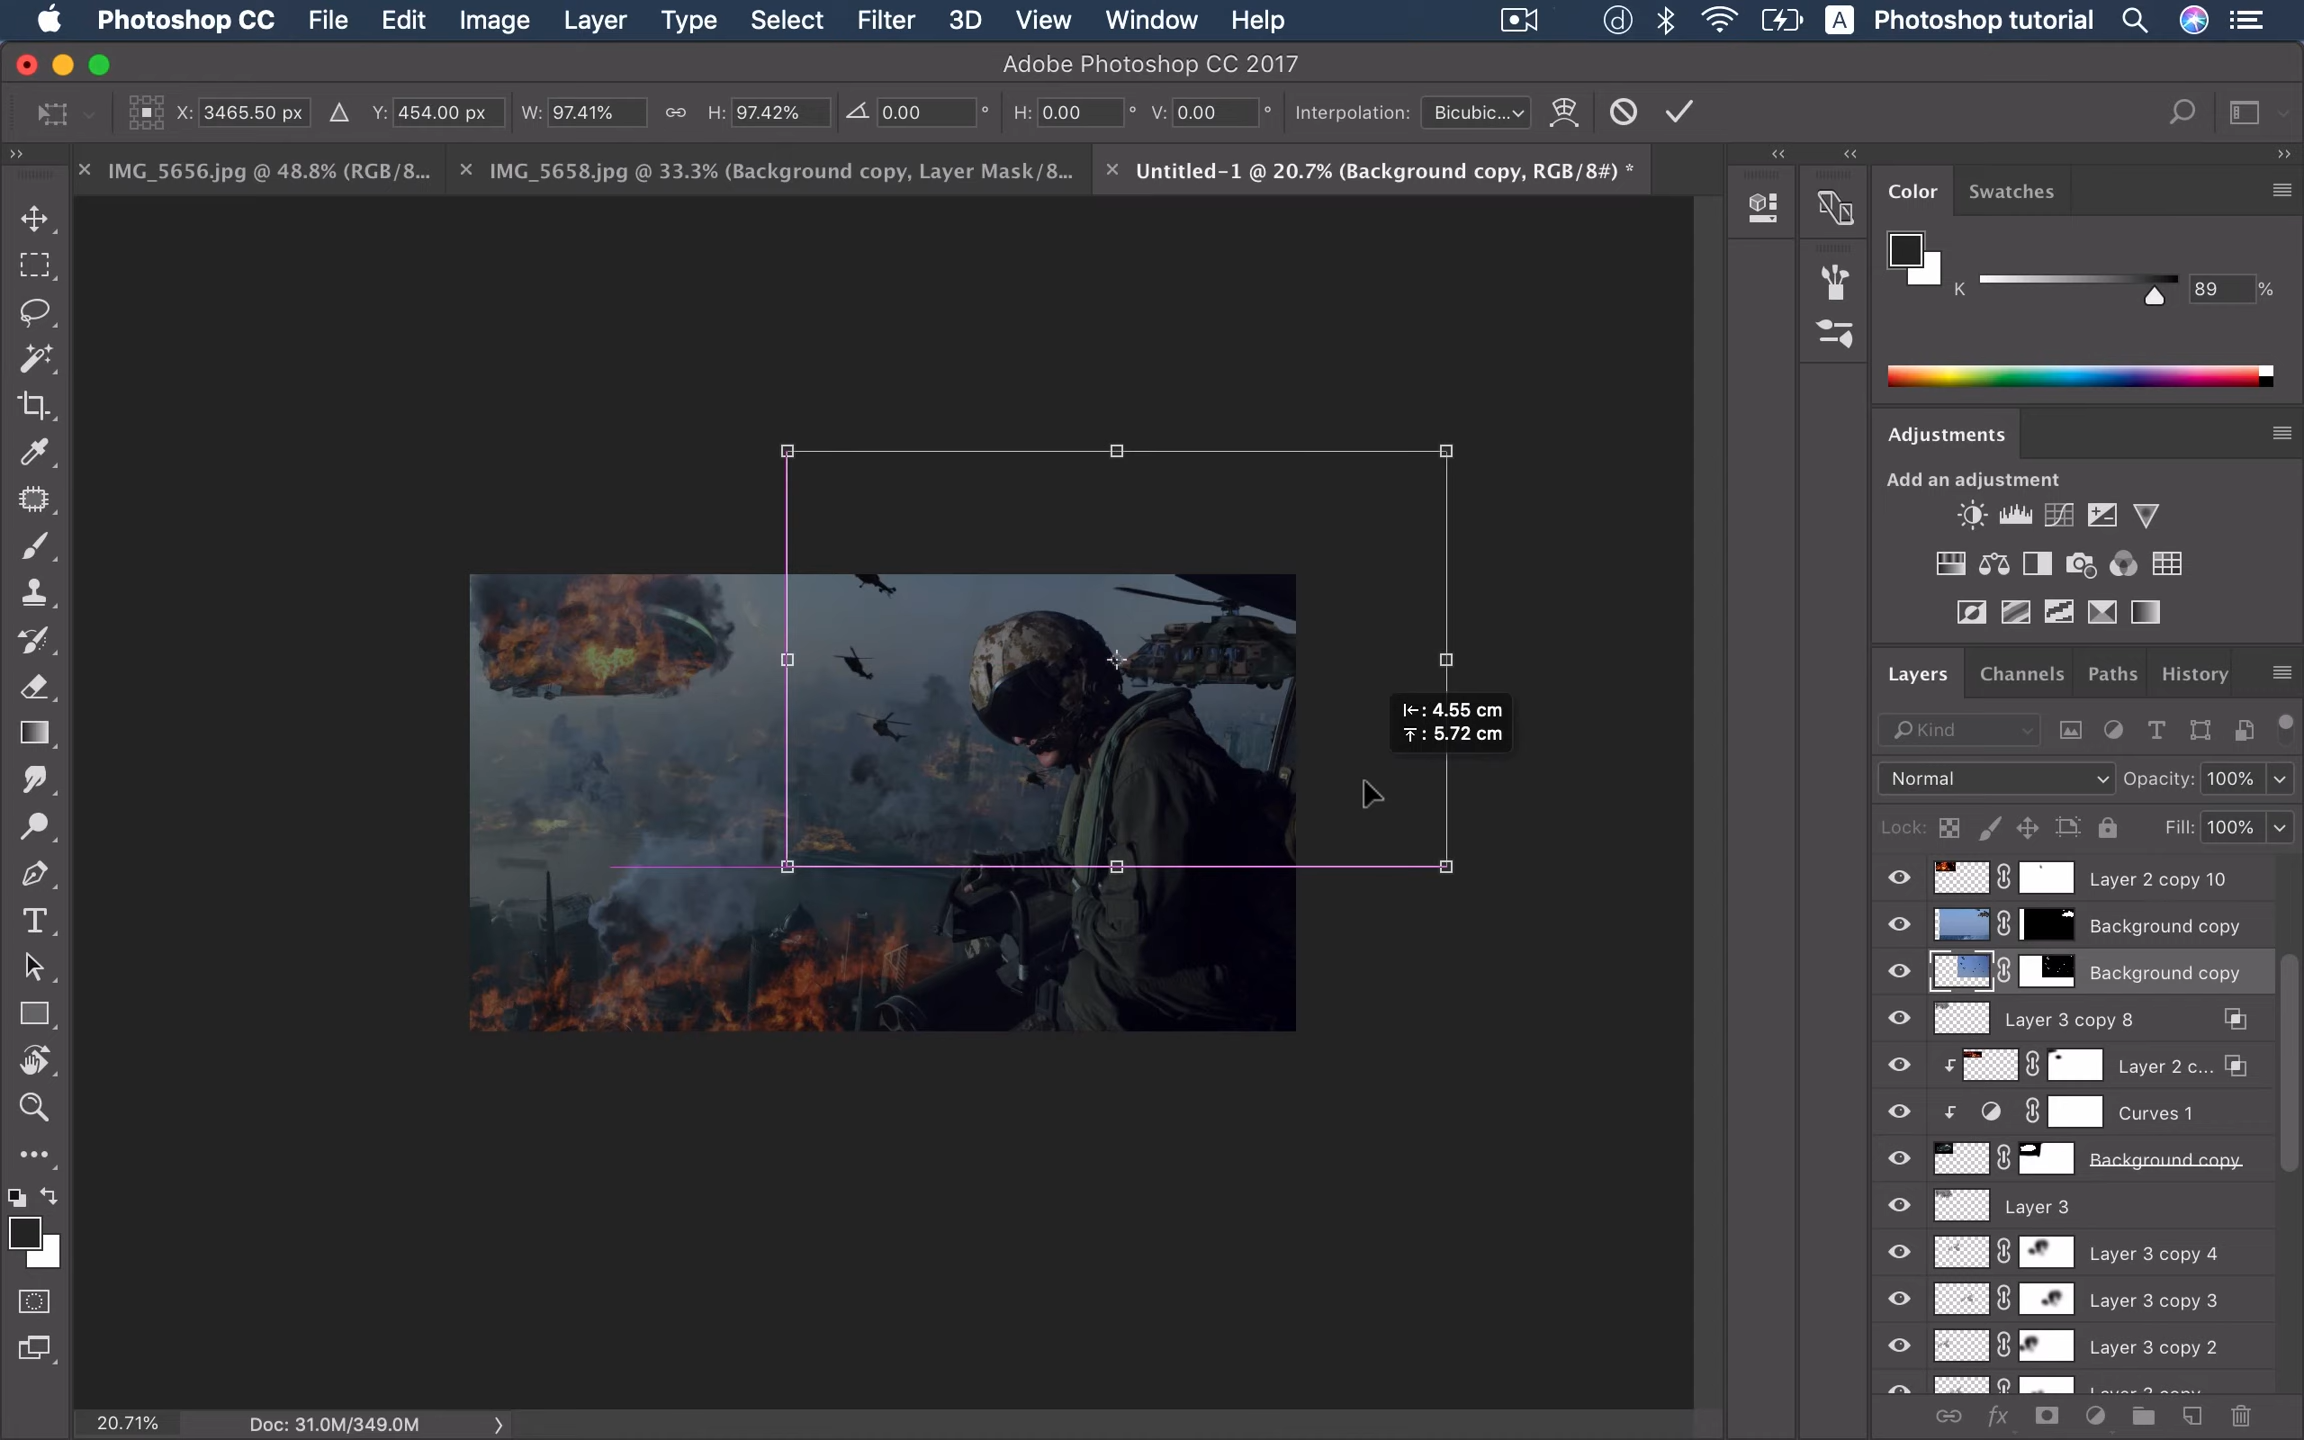 Photoshop CC File Edit Image Layer Type Select Filter 3D View Window Help A Photoshop tutorial
Adobe Photoshop CC 2017
X: 3465.50 px Y: 454.00 px W: 97.41% H: 97.42% 0.00 ° H: 0.00 ° V: 0.00 ° Interpolation: Bicubic...
IMG_5656.jpg @ 48.8% (RGB/8... IMG_5658.jpg @ 33.3% (Background copy, Layer Mask/8... Untitled-1 @ 20.7% (Background copy, RGB/8#) *
Color Swatches
K 89 %
Adjustments
Add an adjustment
Layers Channels Paths History
Kind
Normal Opacity: 100%
Lock: Fill: 100%
Layer 2 copy 10
Background copy
Background copy
Layer 3 copy 8
Layer 2 c...
Curves 1
Background copy
Layer 3
Layer 3 copy 4
Layer 3 copy 3
Layer 3 copy 2
: 4.55 cm
: 5.72 cm
20.71% Doc: 31.0M/349.0M